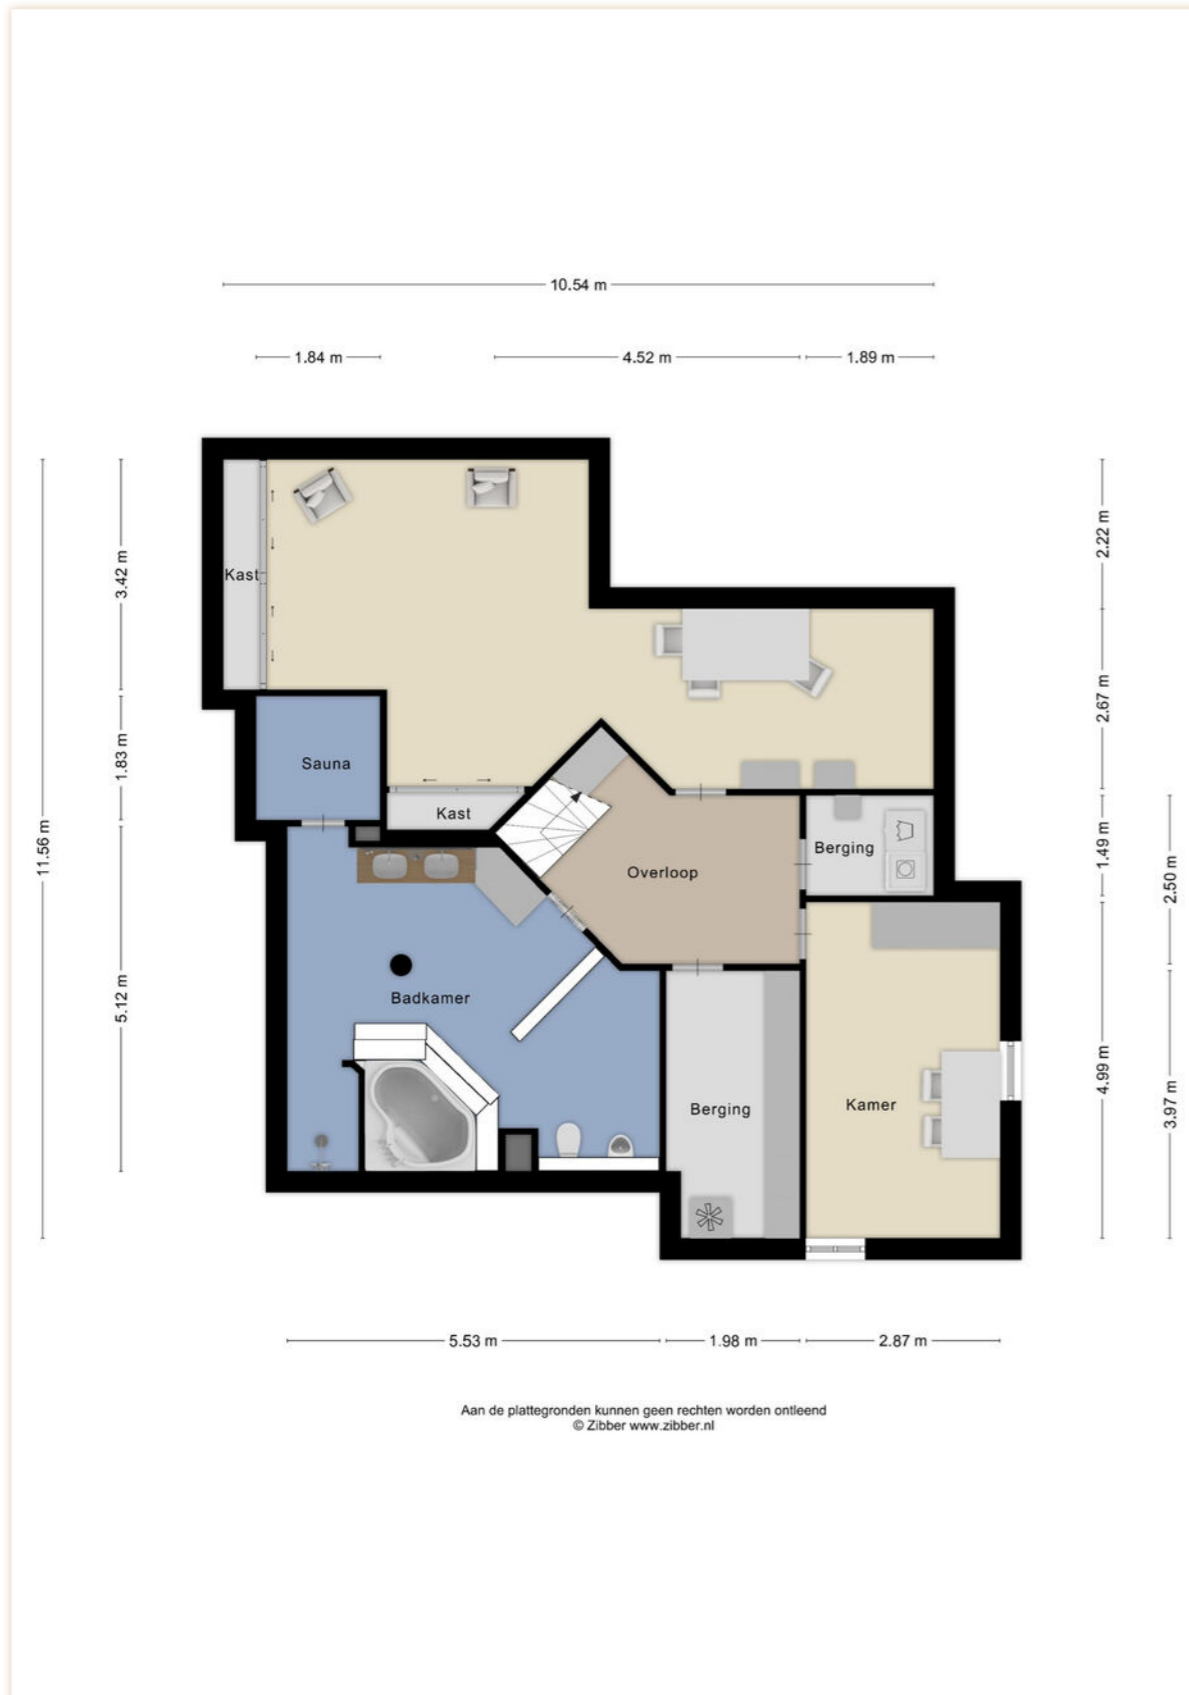 10.54 m
1.84 m
4.52 m
1.89 m
11.56 m
3.42 m
1.83 m
5.12 m
2.22 m
2.67 m
1.49 m
4.99 m
2.50 m
3.97 m
Kast
Sauna
Kast
Berging
Overloop
Badkamer
Berging
Kamer
5.53 m
1.98 m
2.87 m
Aan de plattegronden kunnen geen rechten worden ontleend
© Zibber www.zibber.nl